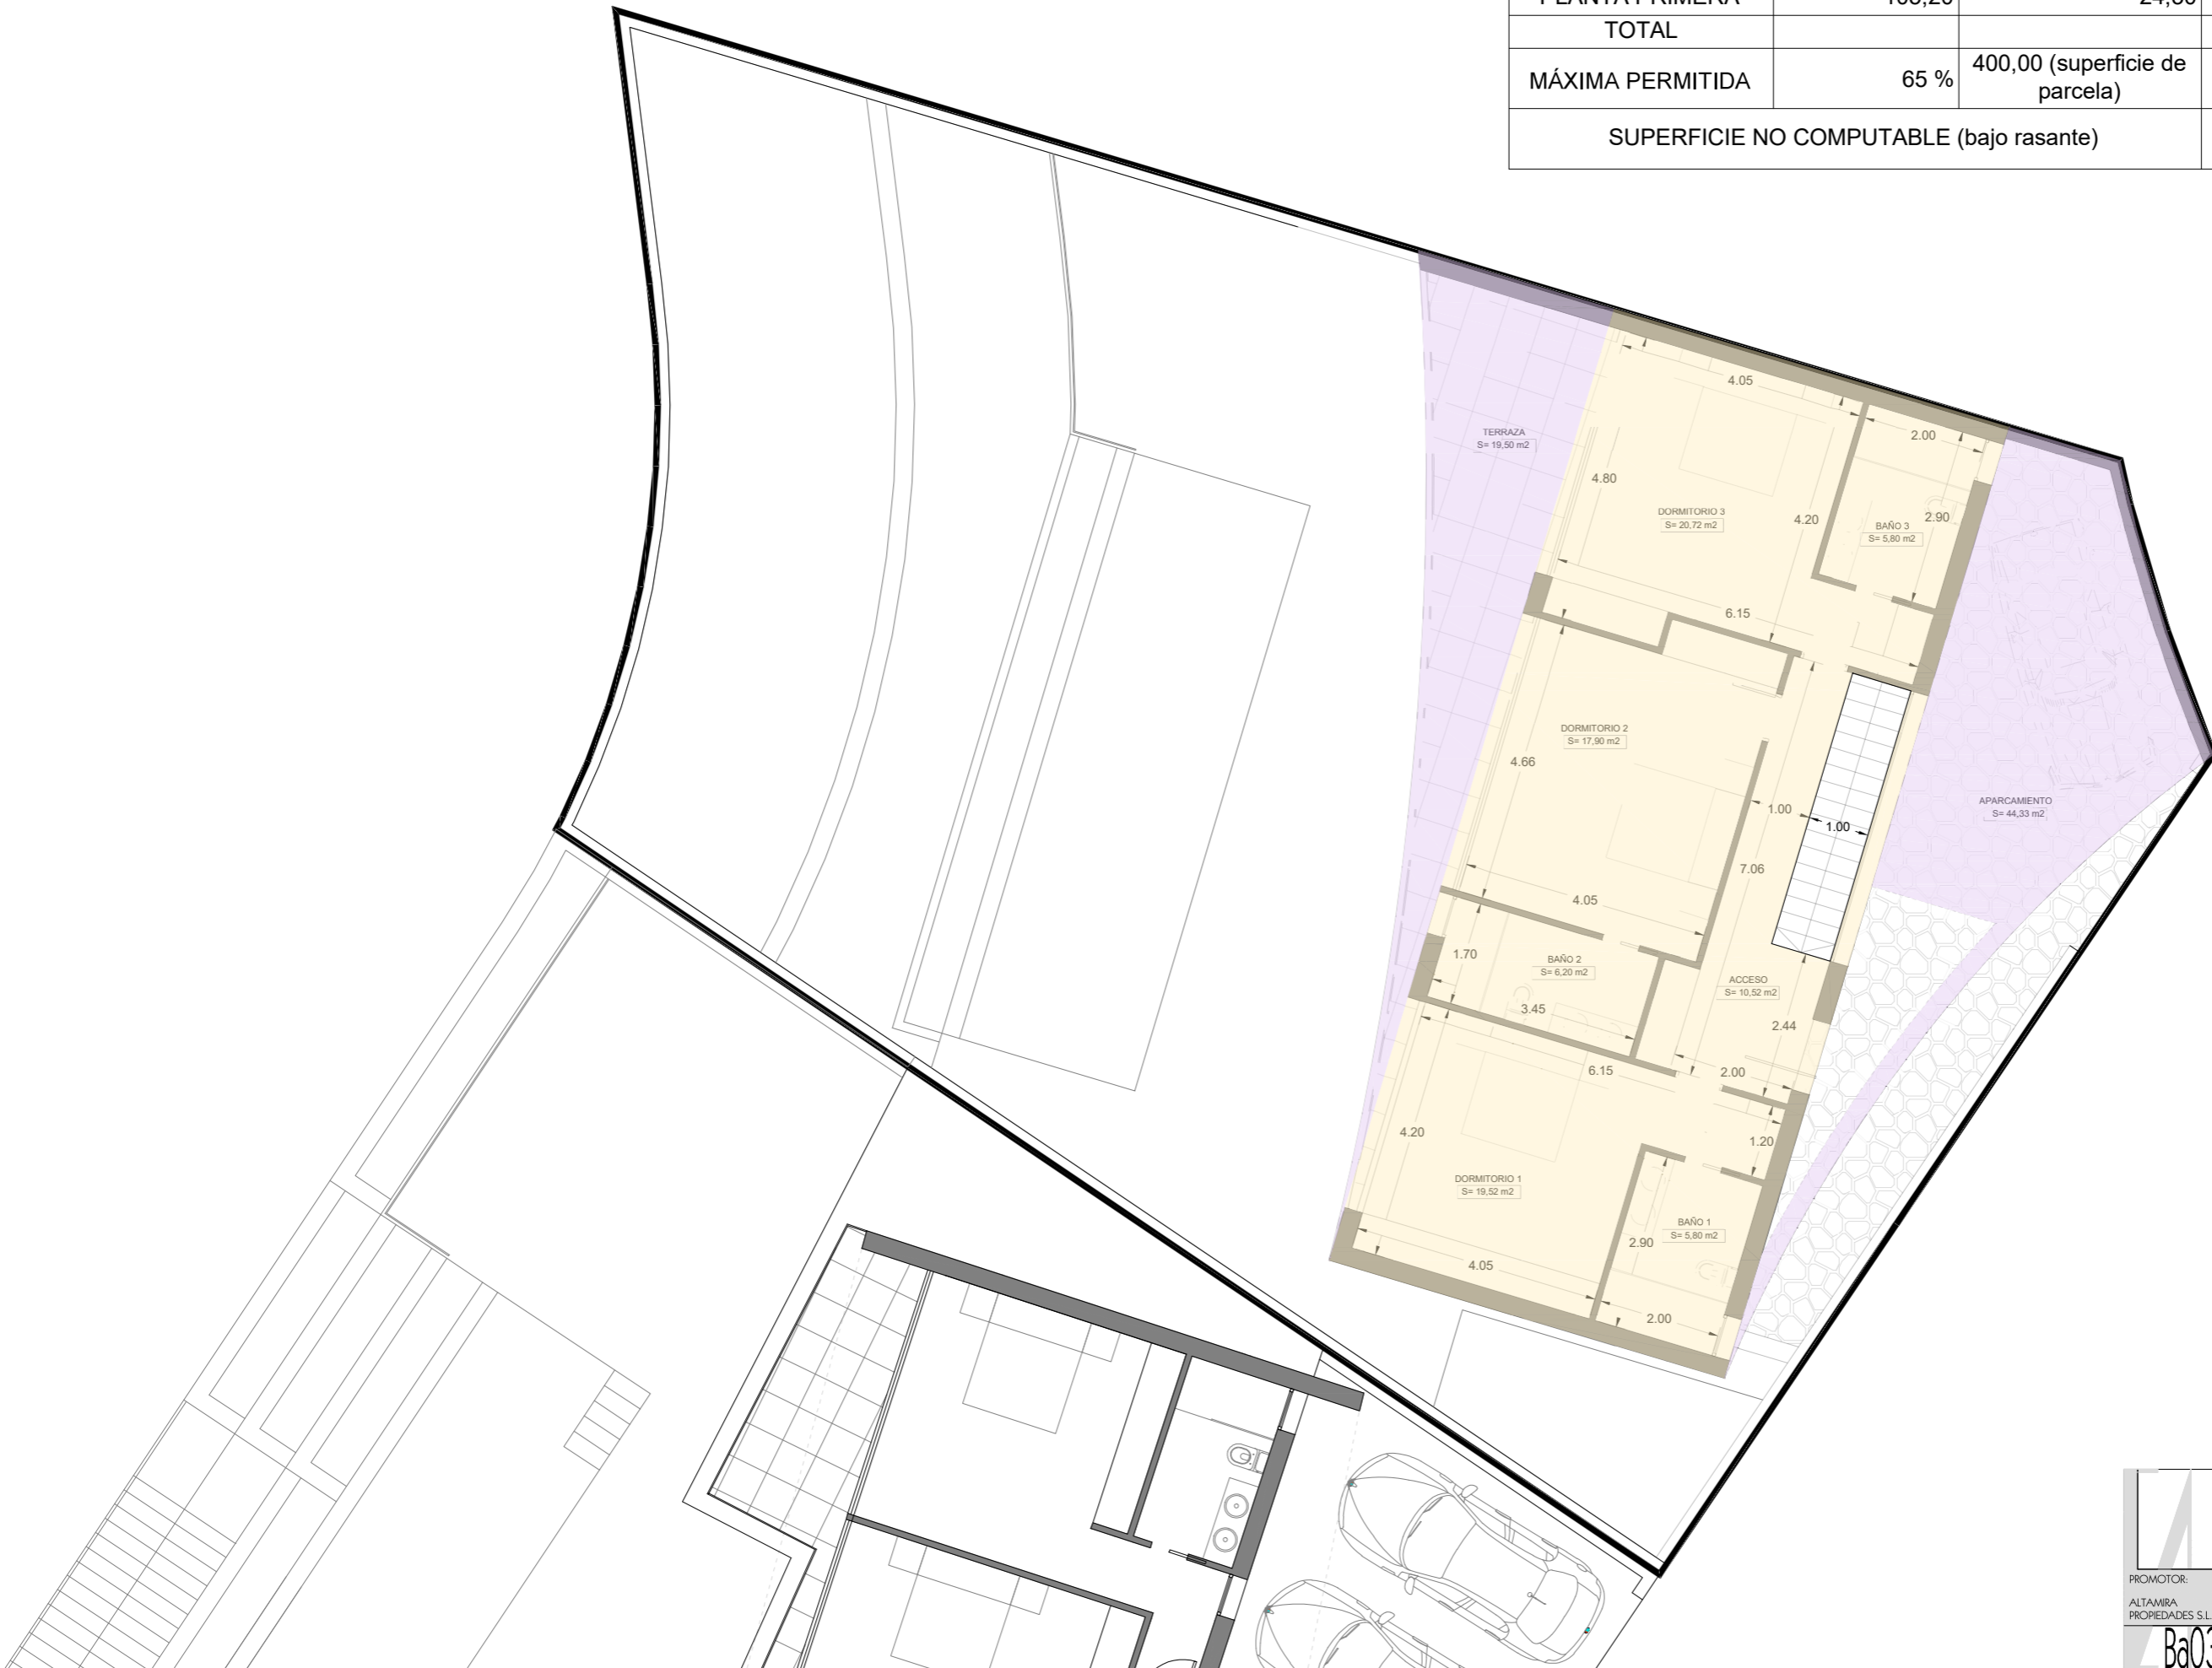 TOTAL
MÁXIMA PERMITIDA
65 %
400,00 (superficie de
parcela)
SUPERFICIE NO COMPUTABLE (bajo rasante)
4.05
2.00
TERRAZA
S= 19,50 m2
4.80
DORMITORIO 3
S= 20,72 m2
4.20
BAÑO 3
S= 5,80 m2
2.90
6.15
DORMITORIO 2
S= 17,90 m2
4.66
1.00
1.00
APARCAMIENTO
S= 44,33 m2
7.06
4.05
1.70
BAÑO 2
S= 6,20 m2
3.45
ACCESO
S= 10,52 m2
2.44
6.15
2.00
4.20
1.20
DORMITORIO 1
S= 19,52 m2
BAÑO 1
S= 5,80 m2
2.90
4.05
2.00
PROMOTOR:
ALTAMIRA
PROPIEDADES S.L.